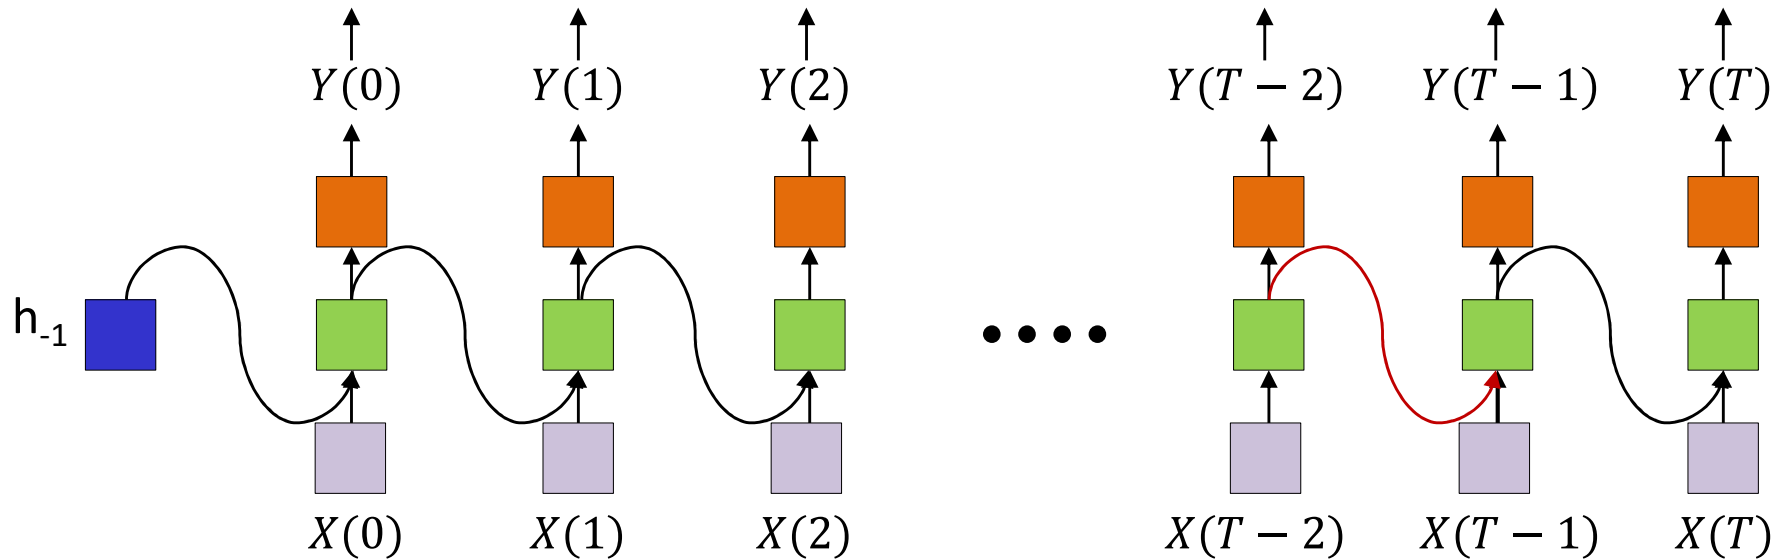 Y(0) Y(1) Y(2) Y(T − 2) Y(T − 1) Y(T)
h-1
X(0) X(1) X(2) X(T − 2) X(T − 1) X(T)